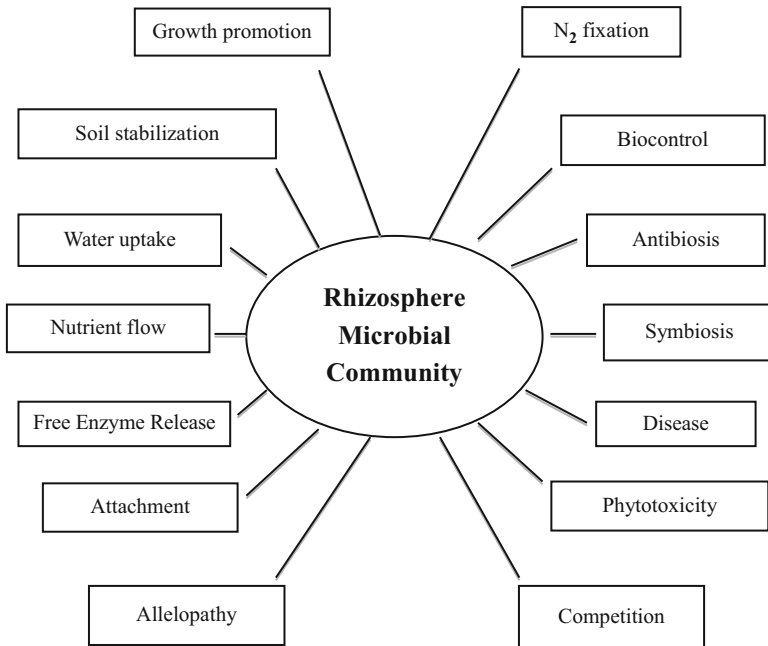 Growth promotion
N₂ fixation
Soil stabilization
Biocontrol
Water uptake
Antibiosis
Rhizosphere
Microbial
Community
Nutrient flow
Symbiosis
Free Enzyme Release
Disease
Attachment
Phytotoxicity
Allelopathy
Competition